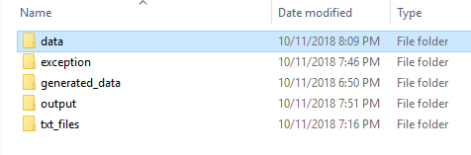 Name Date modified Type
data 10/11/2018 8:09 PM File folder
exception 10/11/2018 7:46 PM File folder
generated_data 10/11/2018 6:50 PM File folder
output 10/11/2018 7:51 PM File folder
txt_files 10/11/2018 7:16 PM File folder